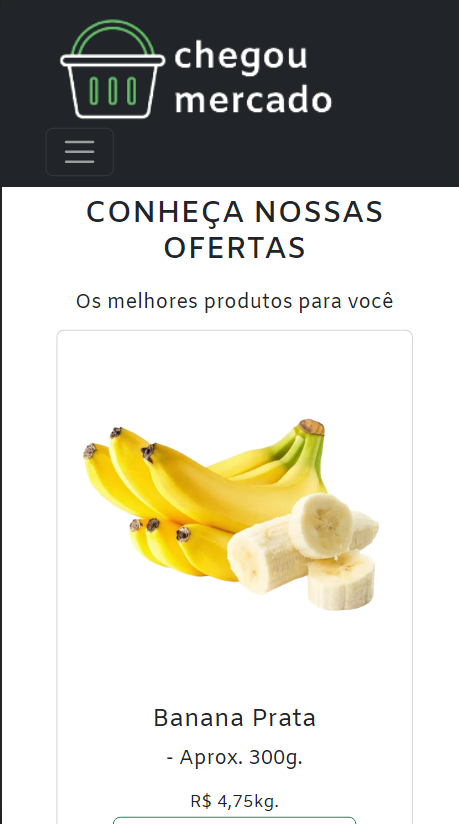 chegou
mercado
CONHEÇA NOSSAS
OFERTAS
Os melhores produtos para você
Banana Prata
- Aprox. 300g.
R$ 4,75kg.